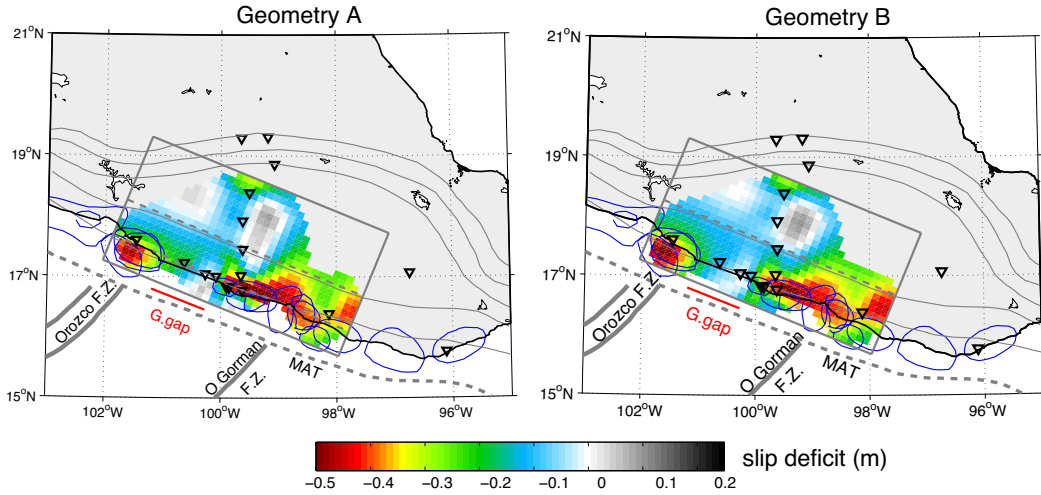 Geometry A
Geometry B
21°N
19°N
17°N
15°N
102°W
100°W
98°W
96°W
Orozco F.Z.
G.gap
O Gorman
F.Z.
MAT
102°W
100°W
98°W
96°W
Orozco F.Z.
G.gap
O Gorman
F.Z.
MAT
21°N
19°N
17°N
15°N
−0.5
−0.4
−0.3
−0.2
−0.1
0
0.1
0.2
slip deficit (m)